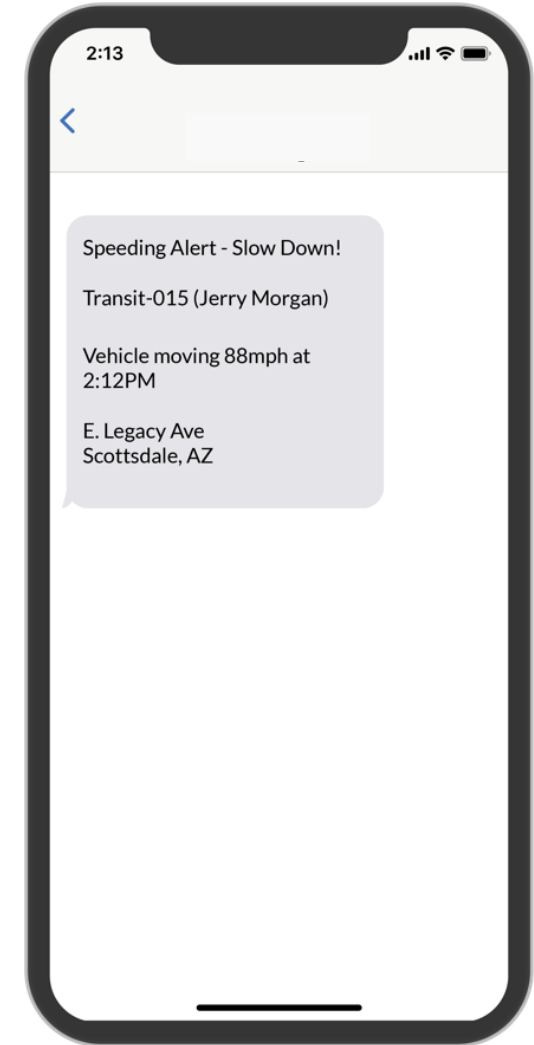 2:13
Speeding Alert - Slow Down!
Transit-015 (Jerry Morgan)
Vehicle moving 88mph at
2:12PM
E. Legacy Ave
Scottsdale, AZ